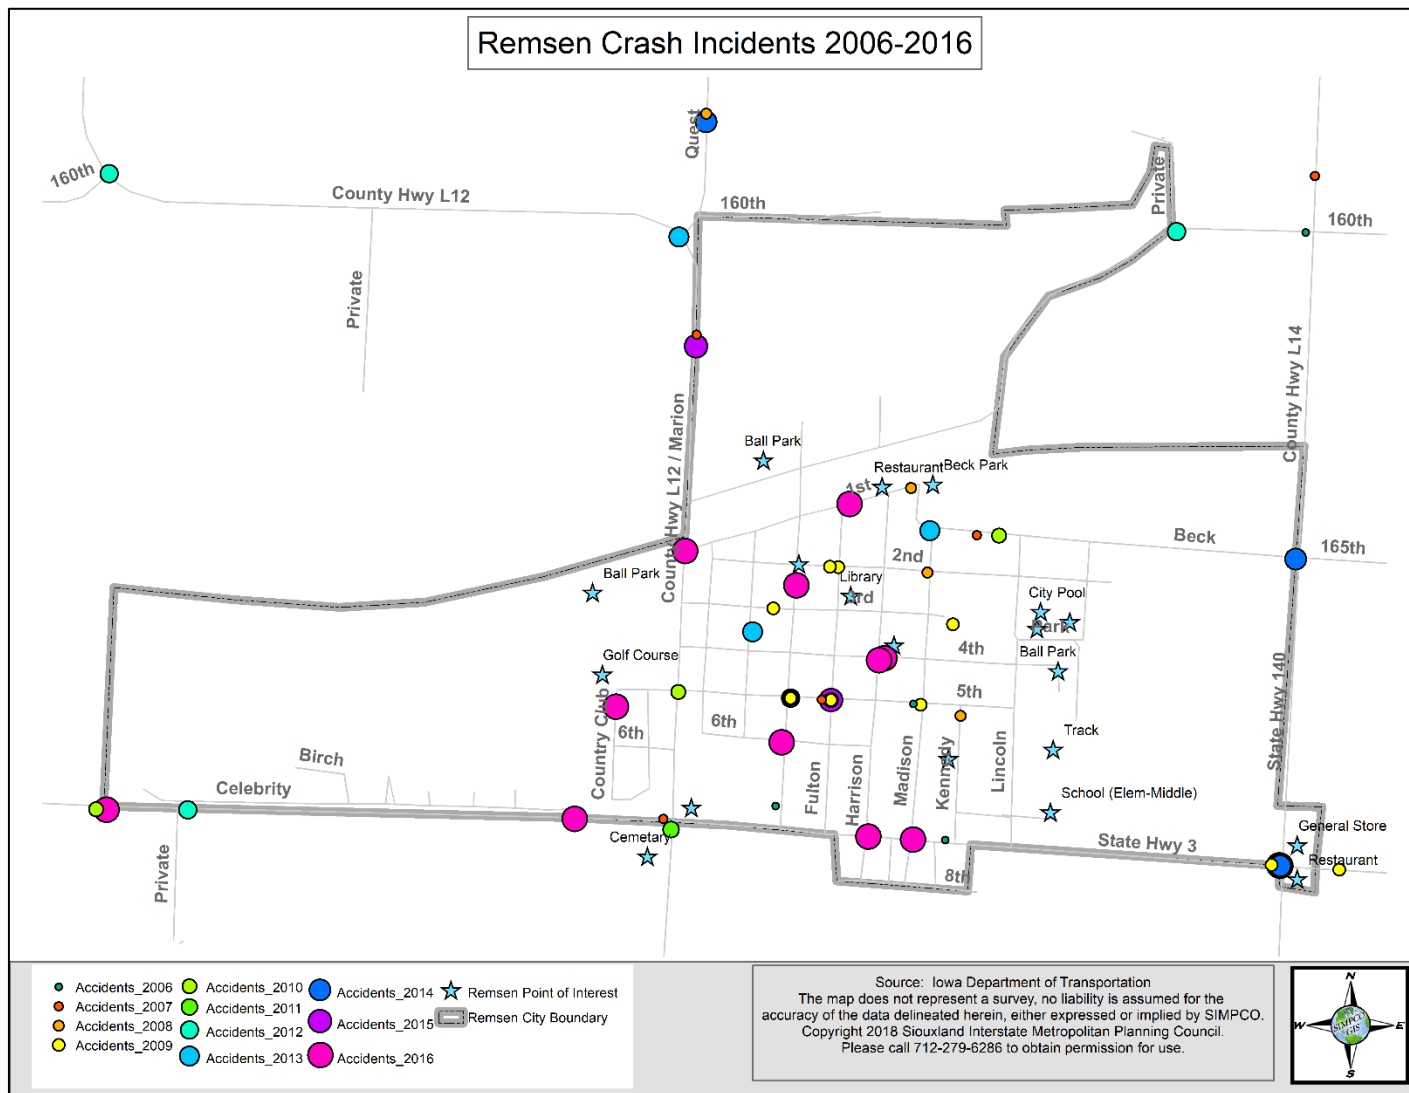 Remsen Crash Incidents 2006-2016
Quest
160th
County Hwy L12
160th
Private
160th
Private
County Hwy L14
County Hwy L12 / Marion
Ball Park
Restaurant
Beck Park
1st
2nd
Beck
165th
Ball Park
Library
3rd
City Pool
Park
4th
Ball Park
Golf Course
5th
Country Club
6th
6th
Track
State Hwy 140
Birch
Celebrity
Fulton
Harrison
Madison
Kennedy
Lincoln
School (Elem-Middle)
General Store
State Hwy 3
Restaurant
Cemetary
8th
Private
Accidents_2006
Accidents_2007
Accidents_2008
Accidents_2009
Accidents_2010
Accidents_2011
Accidents_2012
Accidents_2013
Accidents_2014
Accidents_2015
Accidents_2016
Remsen Point of Interest
Remsen City Boundary
Source: Iowa Department of Transportation
The map does not represent a survey, no liability is assumed for the
accuracy of the data delineated herein, either expressed or implied by SIMPCO.
Copyright 2018 Siouxland Interstate Metropolitan Planning Council.
Please call 712-279-6286 to obtain permission for use.
N
W
E
SIMPCO
GIS
S